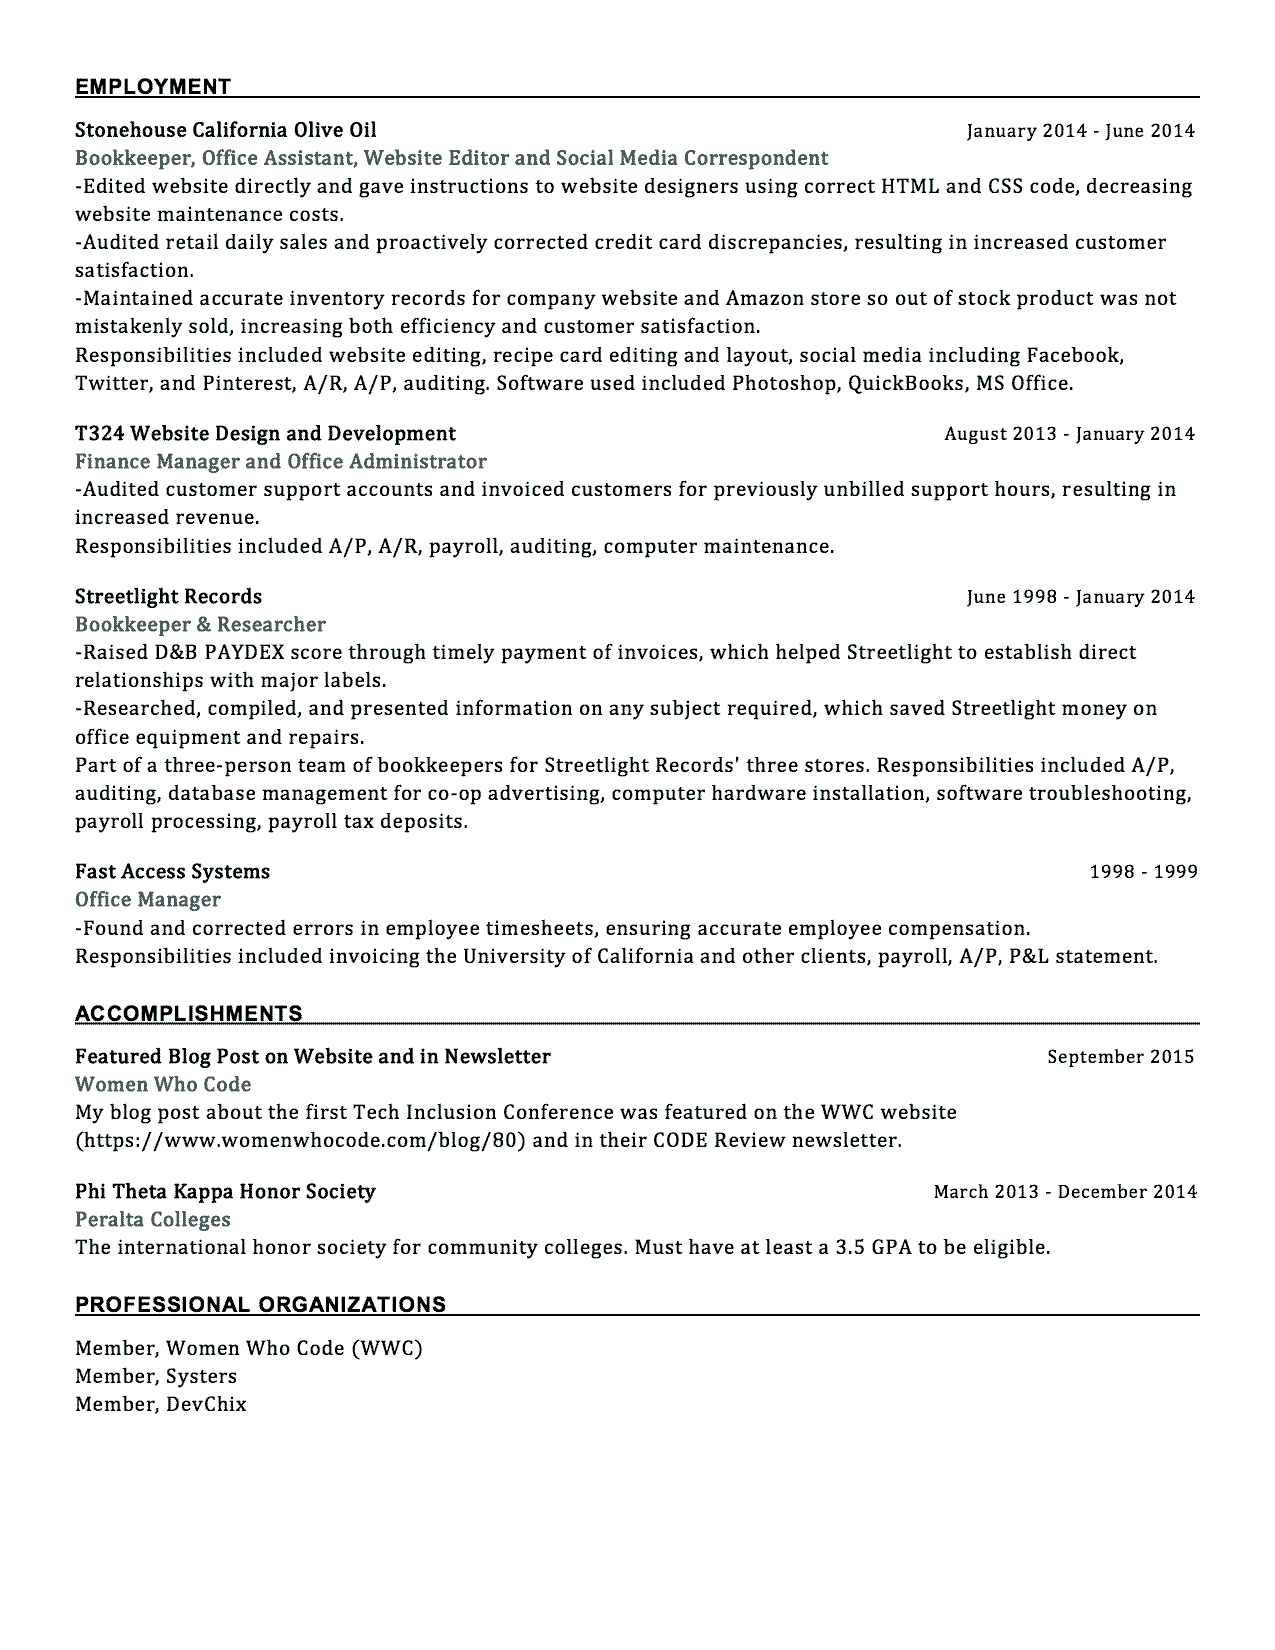 EMPLOYMENT
Stonehouse California Olive Oil January 2014 - June 2014
Bookkeeper, Office Assistant, Website Editor and Social Media Correspondent
-Edited website directly and gave instructions to website designers using correct HTML and CSS code, decreasing
website maintenance costs.
-Audited retail daily sales and proactively corrected credit card discrepancies, resulting in increased customer
satisfaction.
-Maintained accurate inventory records for company website and Amazon store so out of stock product was not
mistakenly sold, increasing both efficiency and customer satisfaction.
Responsibilities included website editing, recipe card editing and layout, social media including Facebook,
Twitter, and Pinterest, A/R, A/P, auditing. Software used included Photoshop, QuickBooks, MS Office.
T324 Website Design and Development August 2013 - January 2014
Finance Manager and Office Administrator
-Audited customer support accounts and invoiced customers for previously unbilled support hours, resulting in
increased revenue.
Responsibilities included A/P, A/R, payroll, auditing, computer maintenance.
Streetlight Records June 1998 - January 2014
Bookkeeper & Researcher
-Raised D&B PAYDEX score through timely payment of invoices, which helped Streetlight to establish direct
relationships with major labels.
-Researched, compiled, and presented information on any subject required, which saved Streetlight money on
office equipment and repairs.
Part of a three-person team of bookkeepers for Streetlight Records' three stores. Responsibilities included A/P,
auditing, database management for co-op advertising, computer hardware installation, software troubleshooting,
payroll processing, payroll tax deposits.
Fast Access Systems 1998 - 1999
Office Manager
-Found and corrected errors in employee timesheets, ensuring accurate employee compensation.
Responsibilities included invoicing the University of California and other clients, payroll, A/P, P&L statement.
ACCOMPLISHMENTS
Featured Blog Post on Website and in Newsletter September 2015
Women Who Code
My blog post about the first Tech Inclusion Conference was featured on the WWC website
(https://www.womenwhocode.com/blog/80) and in their CODE Review newsletter.
Phi Theta Kappa Honor Society March 2013 - December 2014
Peralta Colleges
The international honor society for community colleges. Must have at least a 3.5 GPA to be eligible.
PROFESSIONAL ORGANIZATIONS
Member, Women Who Code (WWC)
Member, Systers
Member, DevChix